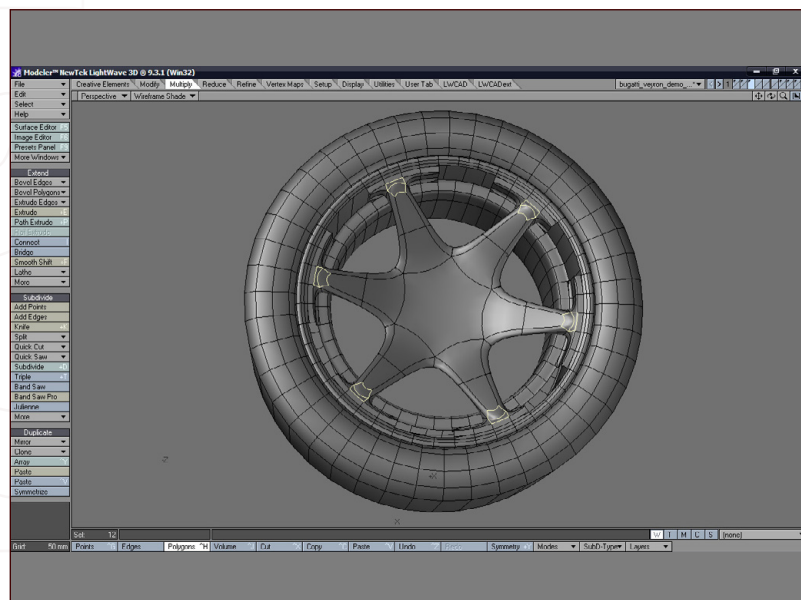 Modeler™ NewTek LightWave 3D ® 9.3.1 (Win32)
File
Creative Elements Modify Multiply Reduce Refine Vertex Maps Setup Display Utilities User Tab LWCAD LWCADext
bugatti_veyron_demo_...*
Edit
Perspective Wireframe Shade
Select
Help
Surface Editor F5
Image Editor F6
Presets Panel F8
More Windows
Extend
Bevel Edges
Bevel Polygons
Extrude Edges
Extrude
Path Extrude
Connect
Bridge
Smooth Shift
Lathe
More
Subdivide
Add Points
Add Edges
Knife
Split
Quick Cut
Quick Saw
Subdivide
Triple
Band Saw
Band Saw Pro
Julienne
More
Duplicate
Mirror
Clone
Array
Paste
Paste
Symmetrize
-Z
-X
X
Sel: 12
W T M C S (none)
Grid: 50 mm
Points Edges Polygons ^H Volume Cut Copy Paste Undo Symmetry Modes SubD-Type Layers